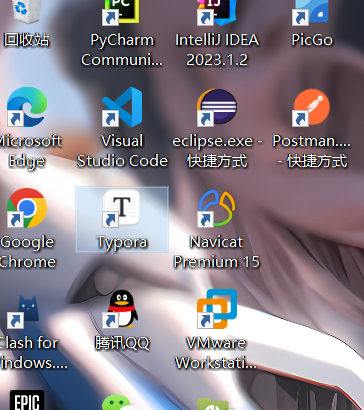 PC
回收站
PyCharm
Communi...
IntelliJ IDEA
2023.1.2
PicGo
Microsoft
Edge
Visual
Studio Code
eclipse.exe -
快捷方式
Postman....
- 快捷方式
Google
Chrome
T
Typora
Navicat
Premium 15
Clash for
Windows....
腾讯QQ
VMware
Workstati...
EPIC